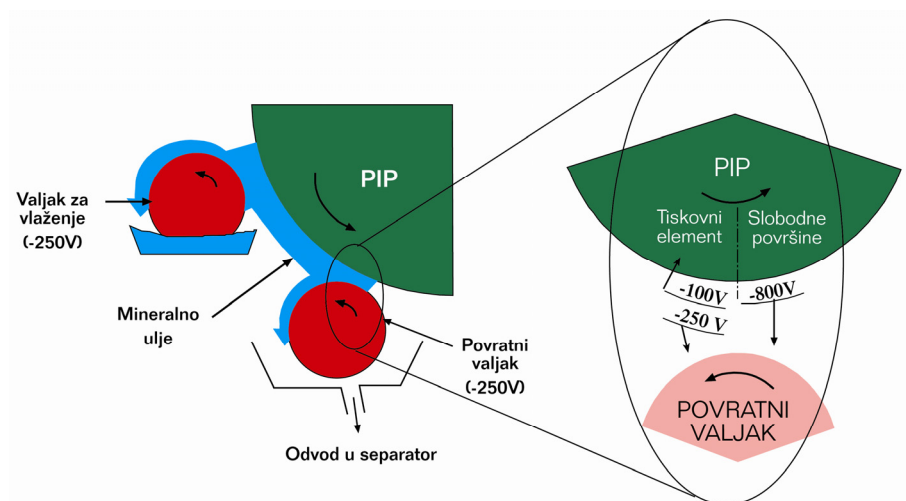 Valjak za
vlaženje
(-250V)
PIP
Mineralno
ulje
Povratni
valjak
(-250V)
Odvod u separator
PIP
Tiskovni
element
Slobodne
površine
-100V
-800V
-250 V
POVRATNI
VALJAK